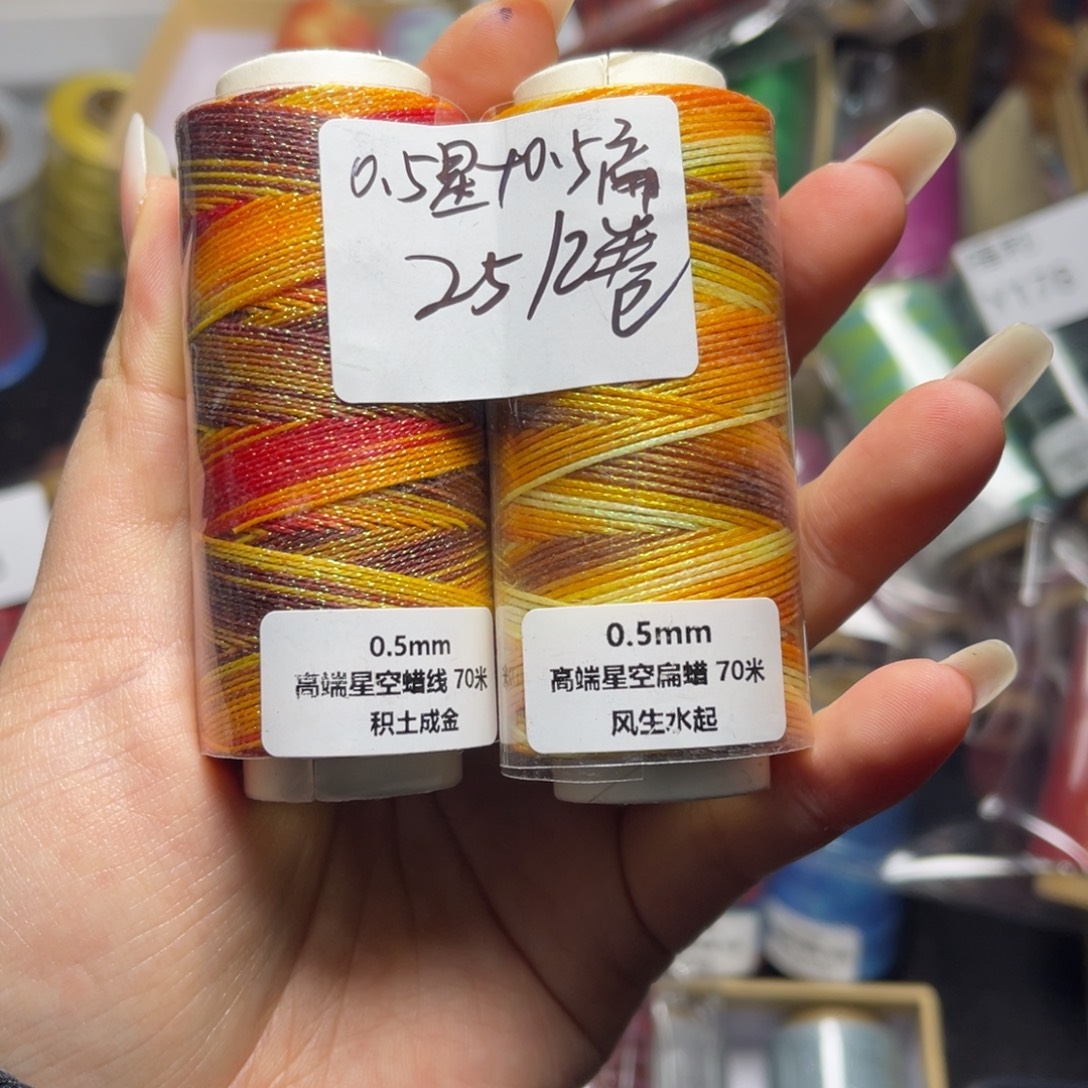 0.5星+0.5扁
25/2卷
0.5mm
高端星空蜡线 70米
积土成金
0.5mm
高端星空扁蜡 70米
风生水起